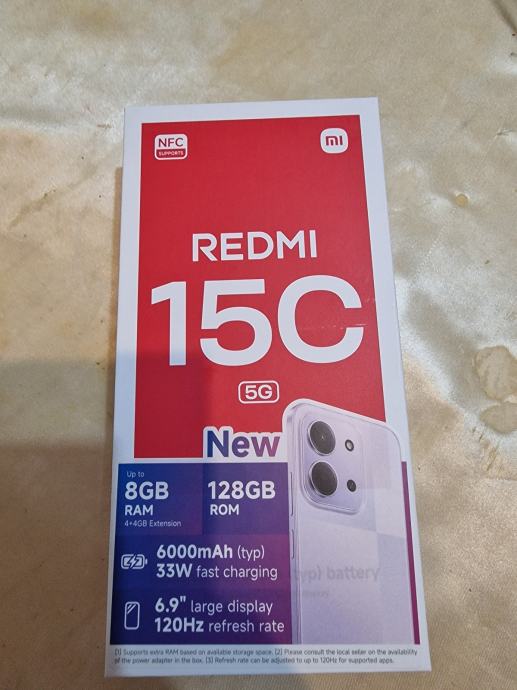 NFC
SUPPORTS
mi
REDMI
15C
5G
New
Up to
8GB
RAM
4+4GB Extension
128GB
ROM
6000mAh (typ)
33W fast charging
(typ) battery
display
6.9" large display
120Hz refresh rate
[1] Supports extra RAM based on available storage space. [2] Please consult the local seller on the availability
of the power adapter in the box. [3] Refresh rate can be adjusted to up to 120Hz for supported apps.